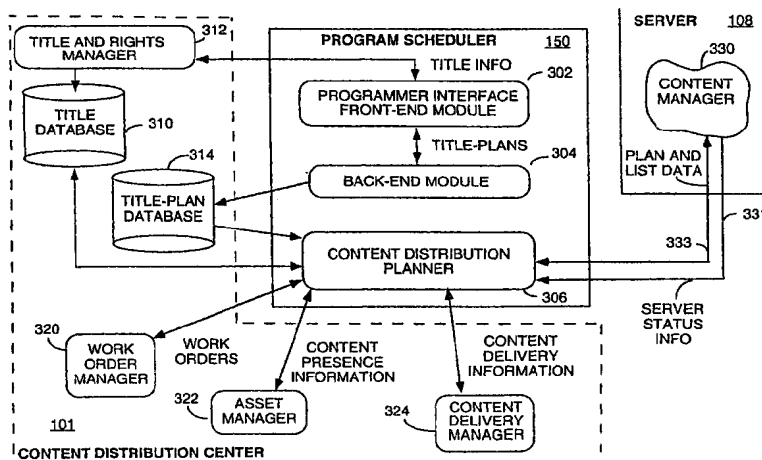 TITLE AND RIGHTS
MANAGER
312
PROGRAM SCHEDULER
150
SERVER
108
TITLE INFO
302
330
PROGRAMMER INTERFACE
FRONT-END MODULE
CONTENT
MANAGER
TITLE
DATABASE
310
TITLE-PLANS
304
314
BACK-END MODULE
PLAN AND
LIST DATA
TITLE-PLAN
DATABASE
331
CONTENT DISTRIBUTION
PLANNER
333
306
SERVER
STATUS
INFO
320
WORK
ORDER
MANAGER
WORK
ORDERS
CONTENT
PRESENCE
INFORMATION
CONTENT
DELIVERY
INFORMATION
322
ASSET
MANAGER
324
CONTENT
DELIVERY
MANAGER
101
CONTENT DISTRIBUTION CENTER